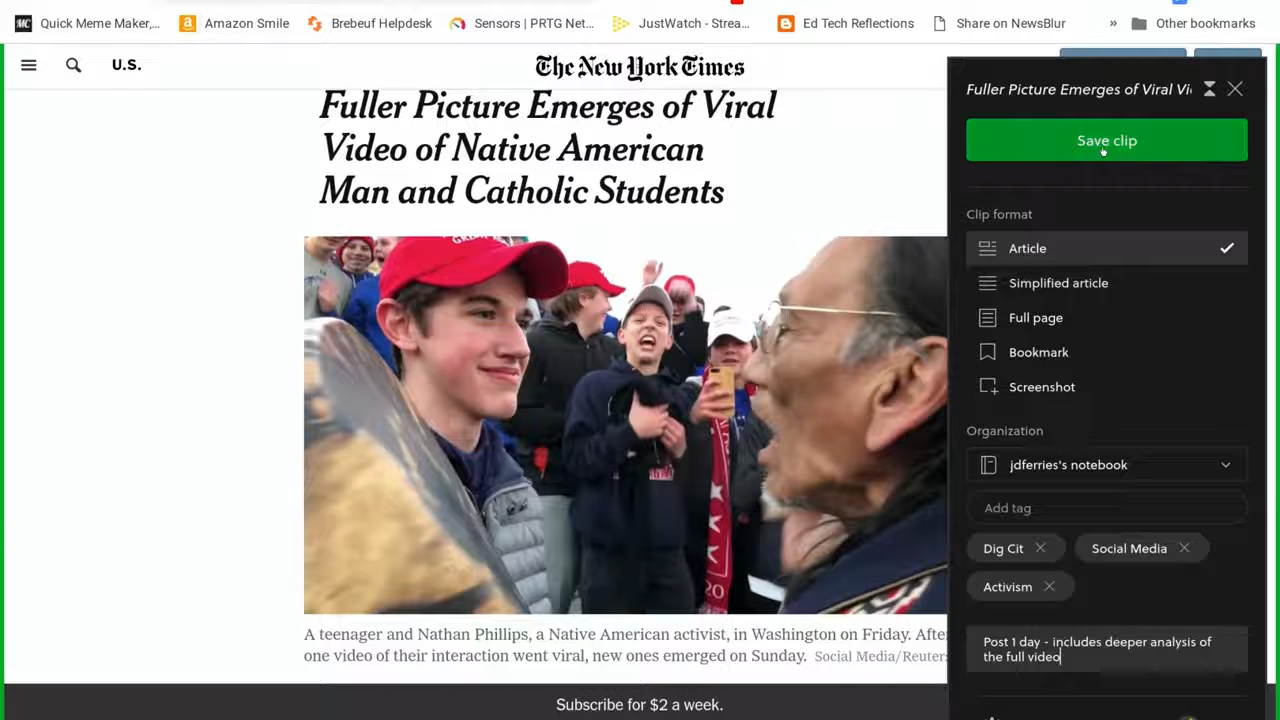 Quick Meme Maker,...
Amazon Smile
Brebeuf Helpdesk
Sensors | PRTG Net...
JustWatch - Strea...
Ed Tech Reflections
Share on NewsBlur
»
Other bookmarks
U.S.
The New York Times
Fuller Picture Emerges of Viral
Video of Native American
Man and Catholic Students
A teenager and Nathan Phillips, a Native American activist, in Washington on Friday. After
one video of their interaction went viral, new ones emerged on Sunday. Social Media/Reuters
Subscribe for $2 a week.
Fuller Picture Emerges of Viral Vi
Save clip
Clip format
Article
Simplified article
Full page
Bookmark
Screenshot
Organization
jdferries's notebook
Add tag
Dig Cit
Social Media
Activism
Post 1 day - includes deeper analysis of
the full video